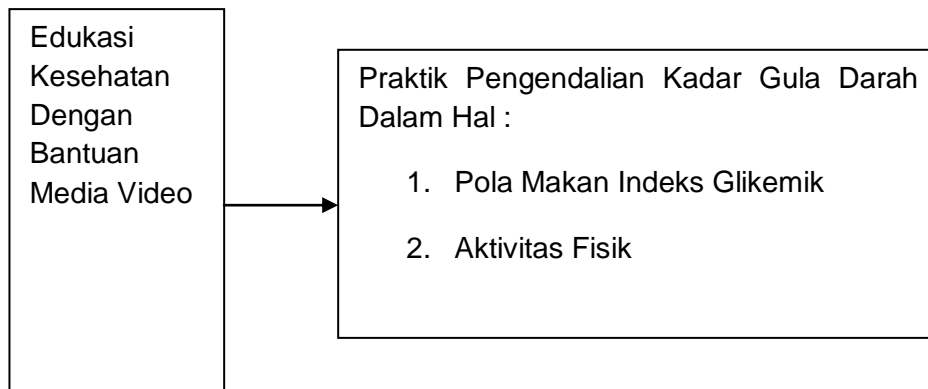 Edukasi
Kesehatan
Dengan
Bantuan
Media Video
Praktik Pengendalian Kadar Gula Darah
Dalam Hal :
1. Pola Makan Indeks Glikemik
2. Aktivitas Fisik